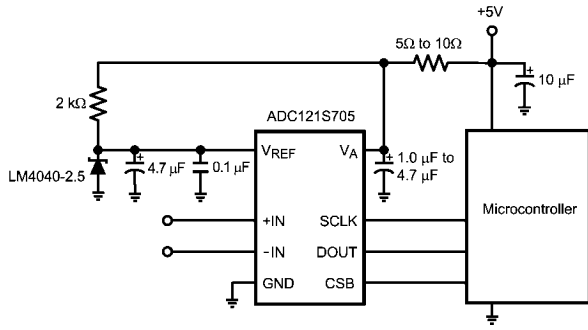 +5V
5Ω to 10Ω
+
10 µF
2 kΩ
ADC121S705
VREF
VA
+
4.7 µF
0.1 µF
+
1.0 µF to
4.7 µF
LM4040-2.5
+IN
SCLK
Microcontroller
−IN
DOUT
GND
CSB